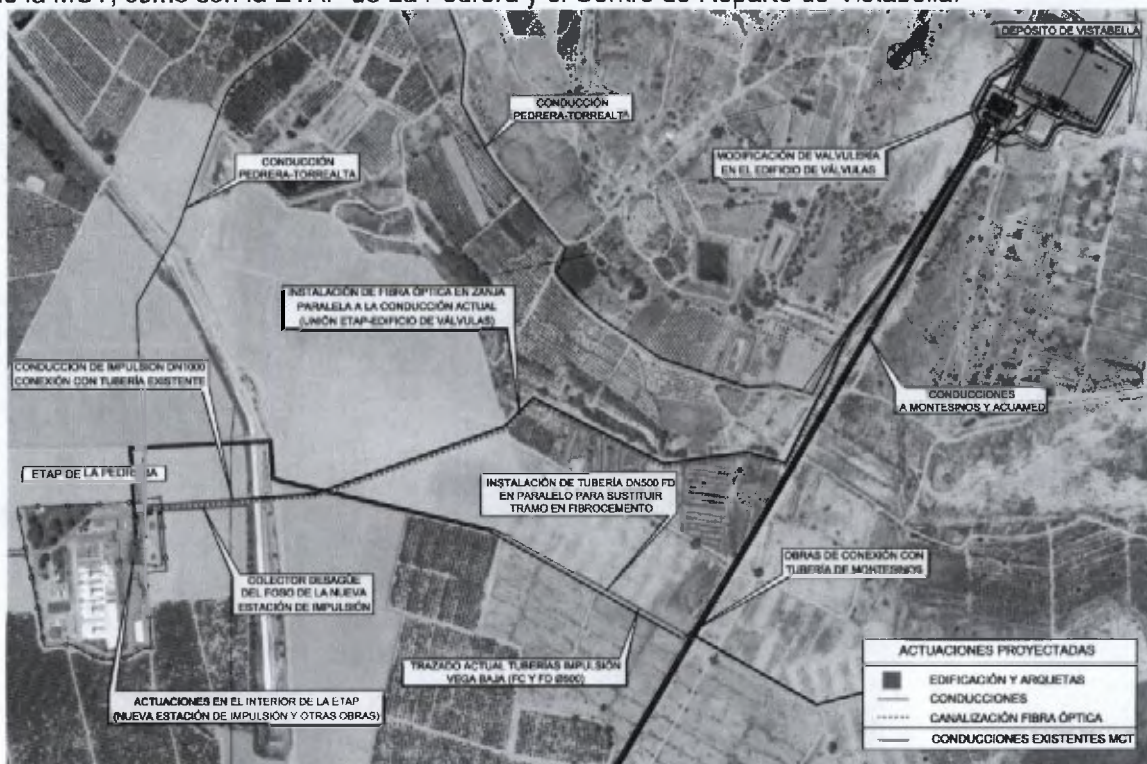 de la MCT, como son la ETAP de La Pedrera y el Centro de Reparto de Vistabella.
DEPÓSITO DE VISTABELLA
CONDUCCIÓN
PEDRERA-TORREALTA
CONDUCCIÓN
PEDRERA-TORREALTA
MODIFICACIÓN DE VALVULERÍA
EN EL EDIFICIO DE VÁLVULAS
INSTALACIÓN DE FIBRA ÓPTICA EN ZANJA
PARALELA A LA CONDUCCIÓN ACTUAL
(UNIÓN ETAP-EDIFICIO DE VÁLVULAS)
CONDUCCION DE IMPULSION DN1000
CONEXIÓN CON TUBERÍA EXISTENTE
CONDUCCIONES
A MONTESINOS Y ACUAMED
ETAP DE LA PEDRERA
INSTALACIÓN DE TUBERÍA DN500 FD
EN PARALELO PARA SUSTITUIR
TRAMO EN FIBROCEMENTO
OBRAS DE CONEXIÓN CON
TUBERÍA DE MONTESINOS
COLECTOR DESAGÜE
DEL FOSO DE LA NUEVA
ESTACIÓN DE IMPULSIÓN
TRAZADO ACTUAL TUBERÍAS IMPULSIÓN
VEGA BAJA (FC Y FD Ø500)
ACTUACIONES EN EL INTERIOR DE LA ETAP
(NUEVA ESTACIÓN DE IMPULSIÓN Y OTRAS OBRAS)
ACTUACIONES PROYECTADAS
EDIFICACIÓN Y ARQUETAS
CONDUCCIONES
CANALIZACIÓN FIBRA ÓPTICA
CONDUCCIONES EXISTENTES MCT